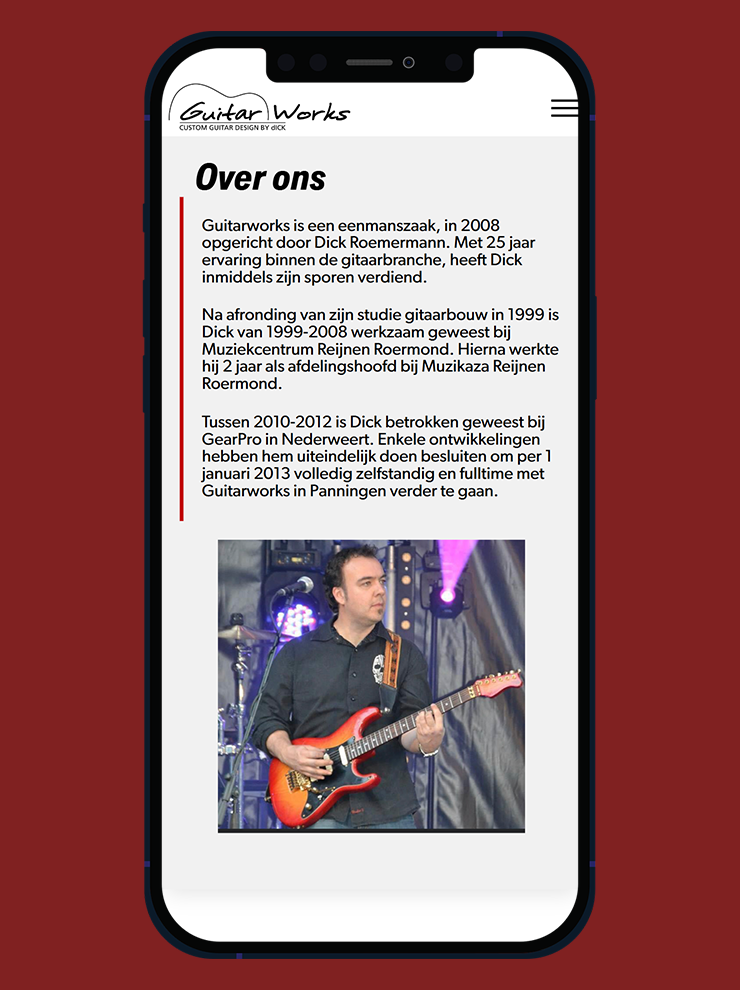 Guitar Works
CUSTOM GUITAR DESIGN BY dICK
Over ons
Guitarworks is een eenmanszaak, in 2008
opgericht door Dick Roemermann. Met 25 jaar
ervaring binnen de gitaarbranche, heeft Dick
inmiddels zijn sporen verdiend.
Na afronding van zijn studie gitaarbouw in 1999 is
Dick van 1999-2008 werkzaam geweest bij
Muziekcentrum Reijnen Roermond. Hierna werkte
hij 2 jaar als afdelingshoofd bij Muzikaza Reijnen
Roermond.
Tussen 2010-2012 is Dick betrokken geweest bij
GearPro in Nederweert. Enkele ontwikkelingen
hebben hem uiteindelijk doen besluiten om per 1
januari 2013 volledig zelfstandig en fulltime met
Guitarworks in Panningen verder te gaan.